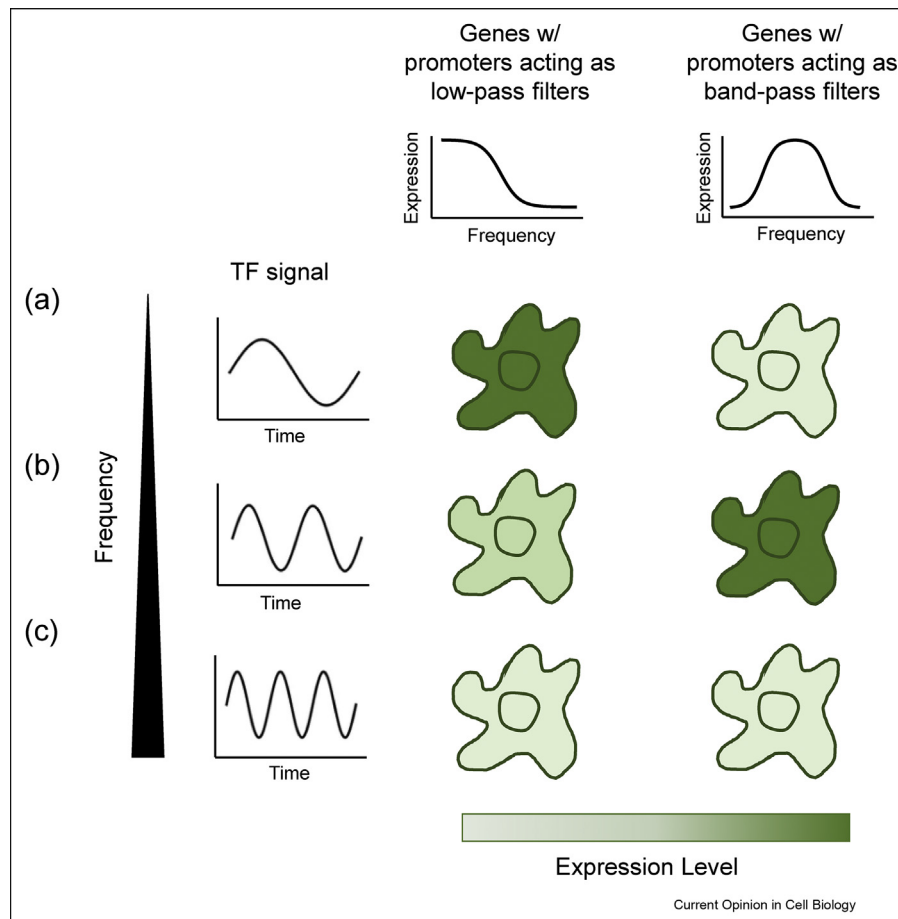 Genes w/
promoters acting as
low-pass filters
Genes w/
promoters acting as
band-pass filters
Expression
Frequency
Expression
Frequency
TF signal
(a)
Time
(b)
Frequency
Time
(c)
Time
Expression Level
Current Opinion in Cell Biology